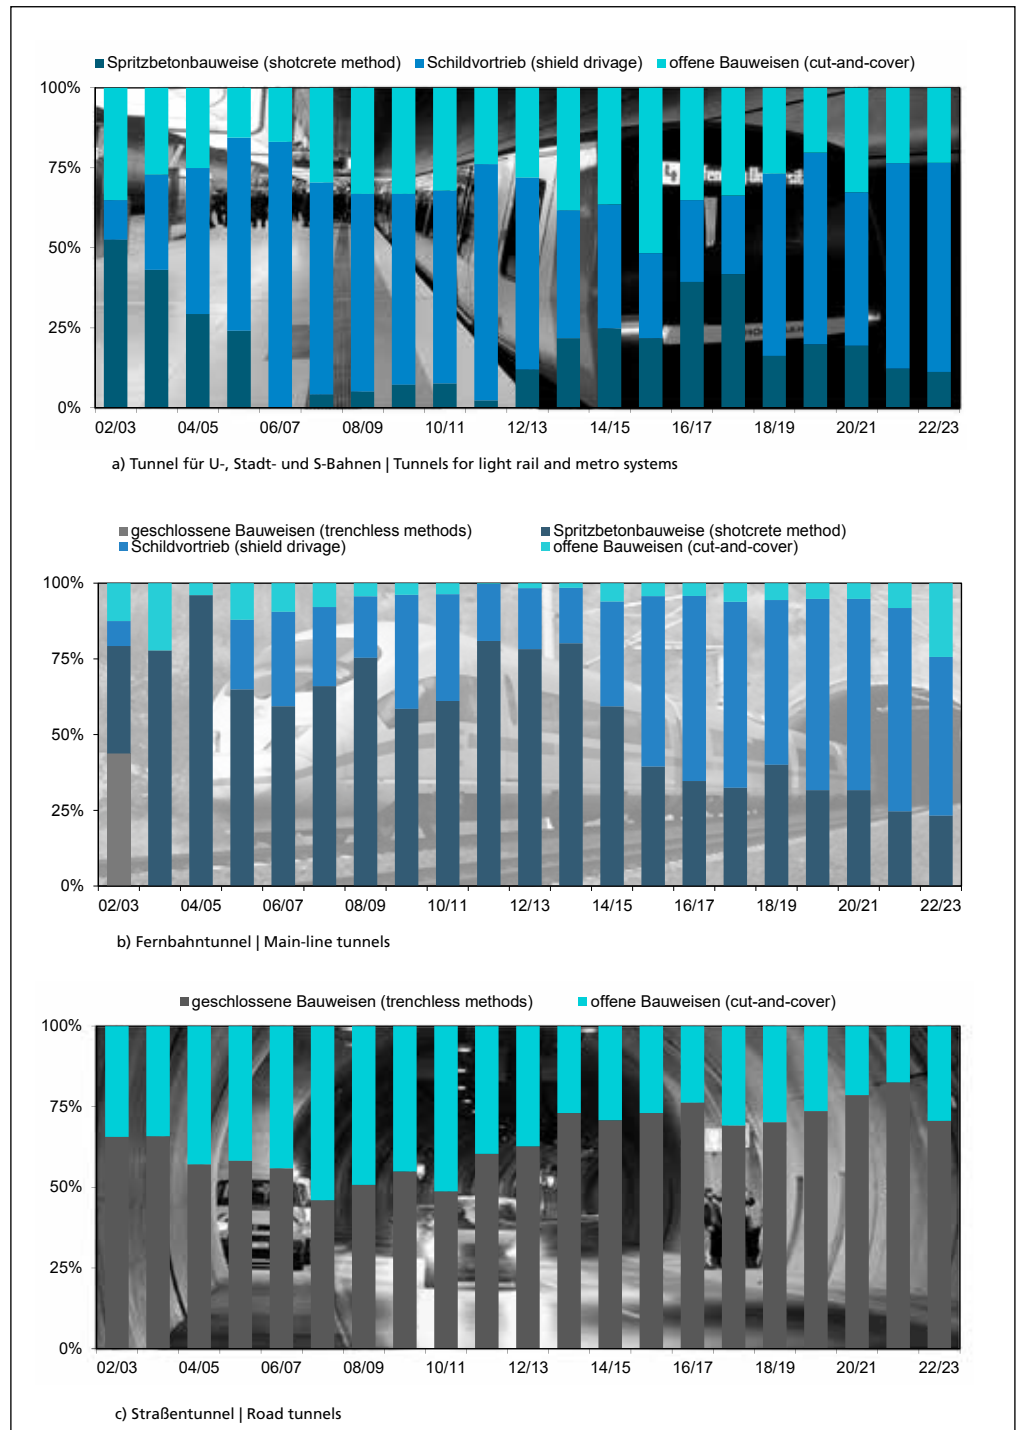 Spritzbetonbauweise (shotcrete method) Schildvortrieb (shield drivage) offene Bauweisen (cut-and-cover)
100%
75%
50%
25%
0%
02/03 04/05 06/07 08/09 10/11 12/13 14/15 16/17 18/19 20/21 22/23
a) Tunnel für U-, Stadt- und S-Bahnen | Tunnels for light rail and metro systems
geschlossene Bauweisen (trenchless methods) Spritzbetonbauweise (shotcrete method)
Schildvortrieb (shield drivage) offene Bauweisen (cut-and-cover)
100%
75%
50%
25%
0%
02/03 04/05 06/07 08/09 10/11 12/13 14/15 16/17 18/19 20/21 22/23
b) Fernbahntunnel | Main-line tunnels
geschlossene Bauweisen (trenchless methods) offene Bauweisen (cut-and-cover)
100%
75%
50%
25%
0%
02/03 04/05 06/07 08/09 10/11 12/13 14/15 16/17 18/19 20/21 22/23
c) Straßentunnel | Road tunnels